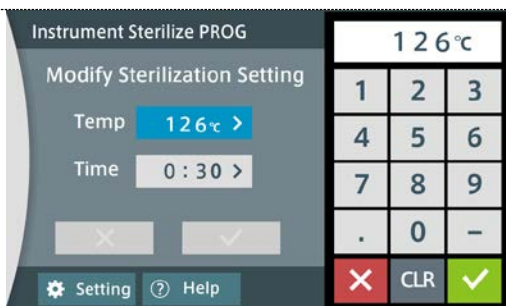 Instrument Sterilize PROG
Modify Sterilization Setting
Temp 126℃ >
Time 0:30 >
Setting ? Help
126℃
1 2 3
4 5 6
7 8 9
. 0 –
CLR